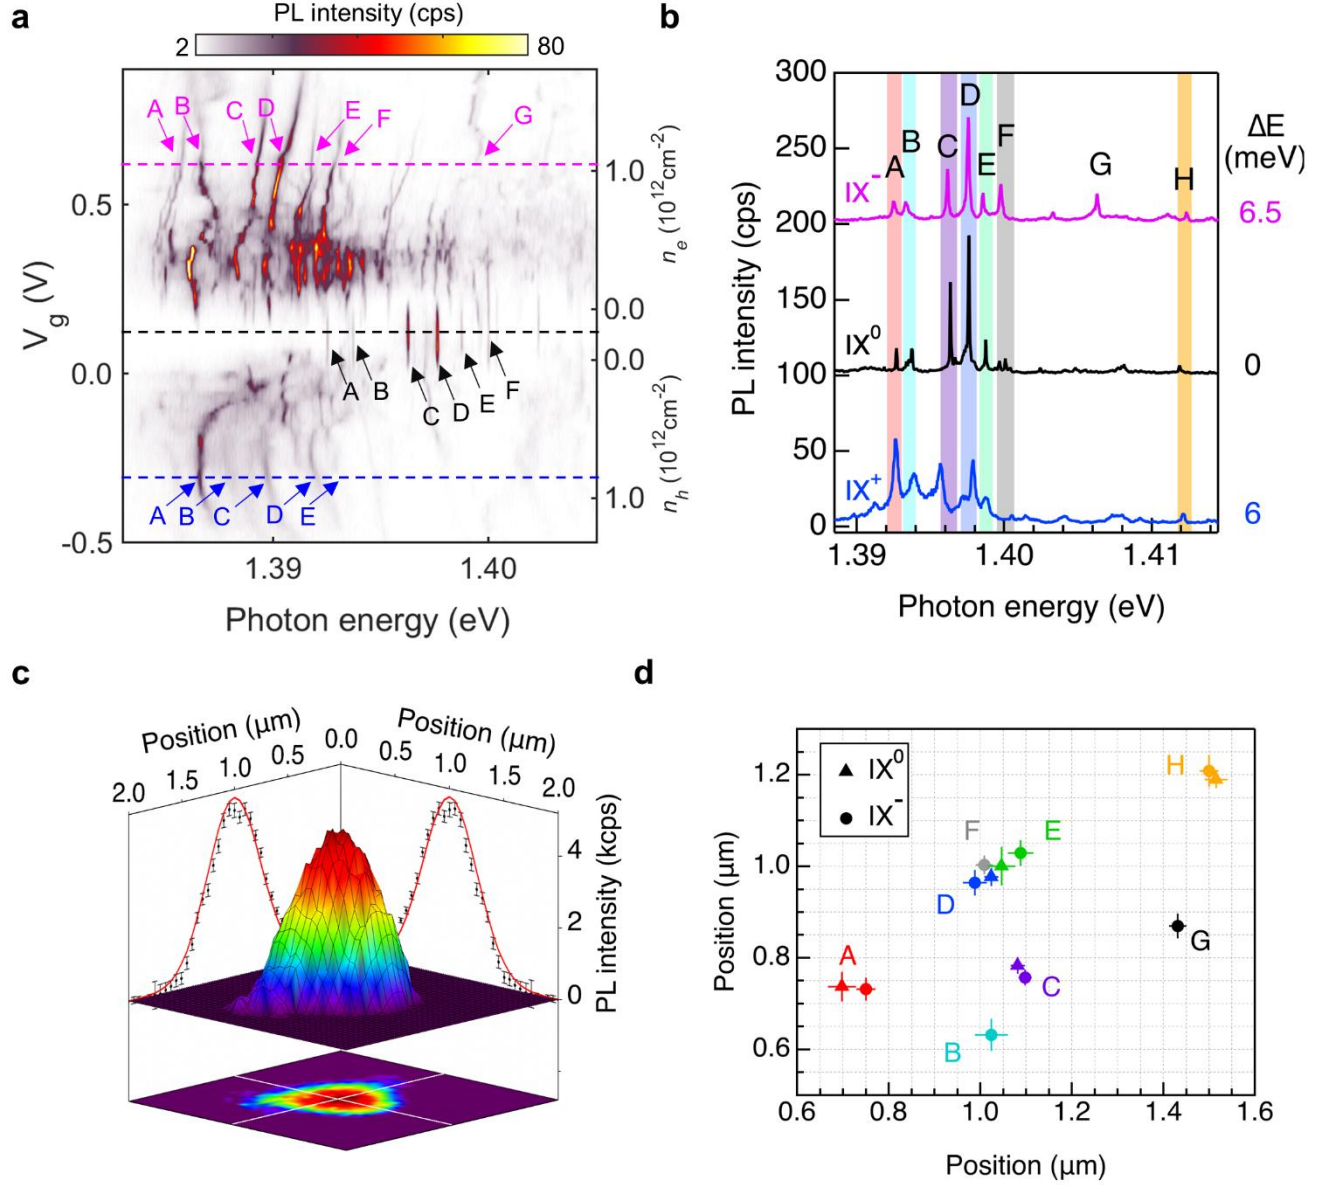 a
PL intensity (cps)
2
80
A
B
C
D
E
F
G
1.0
0.5
0.0
0.0
0.0
1.0
-0.5
V_g (V)
n_e (10^12 cm^-2)
n_h (10^12 cm^-2)
A
B
C
D
E
F
A
B
C
D
E
1.39
1.40
Photon energy (eV)
b
300
250
200
150
100
50
0
PL intensity (cps)
A
B
C
D
E
F
G
H
IX^-
IX^0
IX^+
ΔE
(meV)
6.5
0
6
1.39
1.40
1.41
Photon energy (eV)
c
Position (μm)
Position (μm)
2.0
1.5
1.0
0.5
0.0
0.5
1.0
1.5
2.0
4
2
0
PL intensity (kcps)
d
IX^0
IX^-
A
B
C
D
E
F
G
H
1.2
1.0
0.8
0.6
Position (μm)
0.6
0.8
1.0
1.2
1.4
1.6
Position (μm)